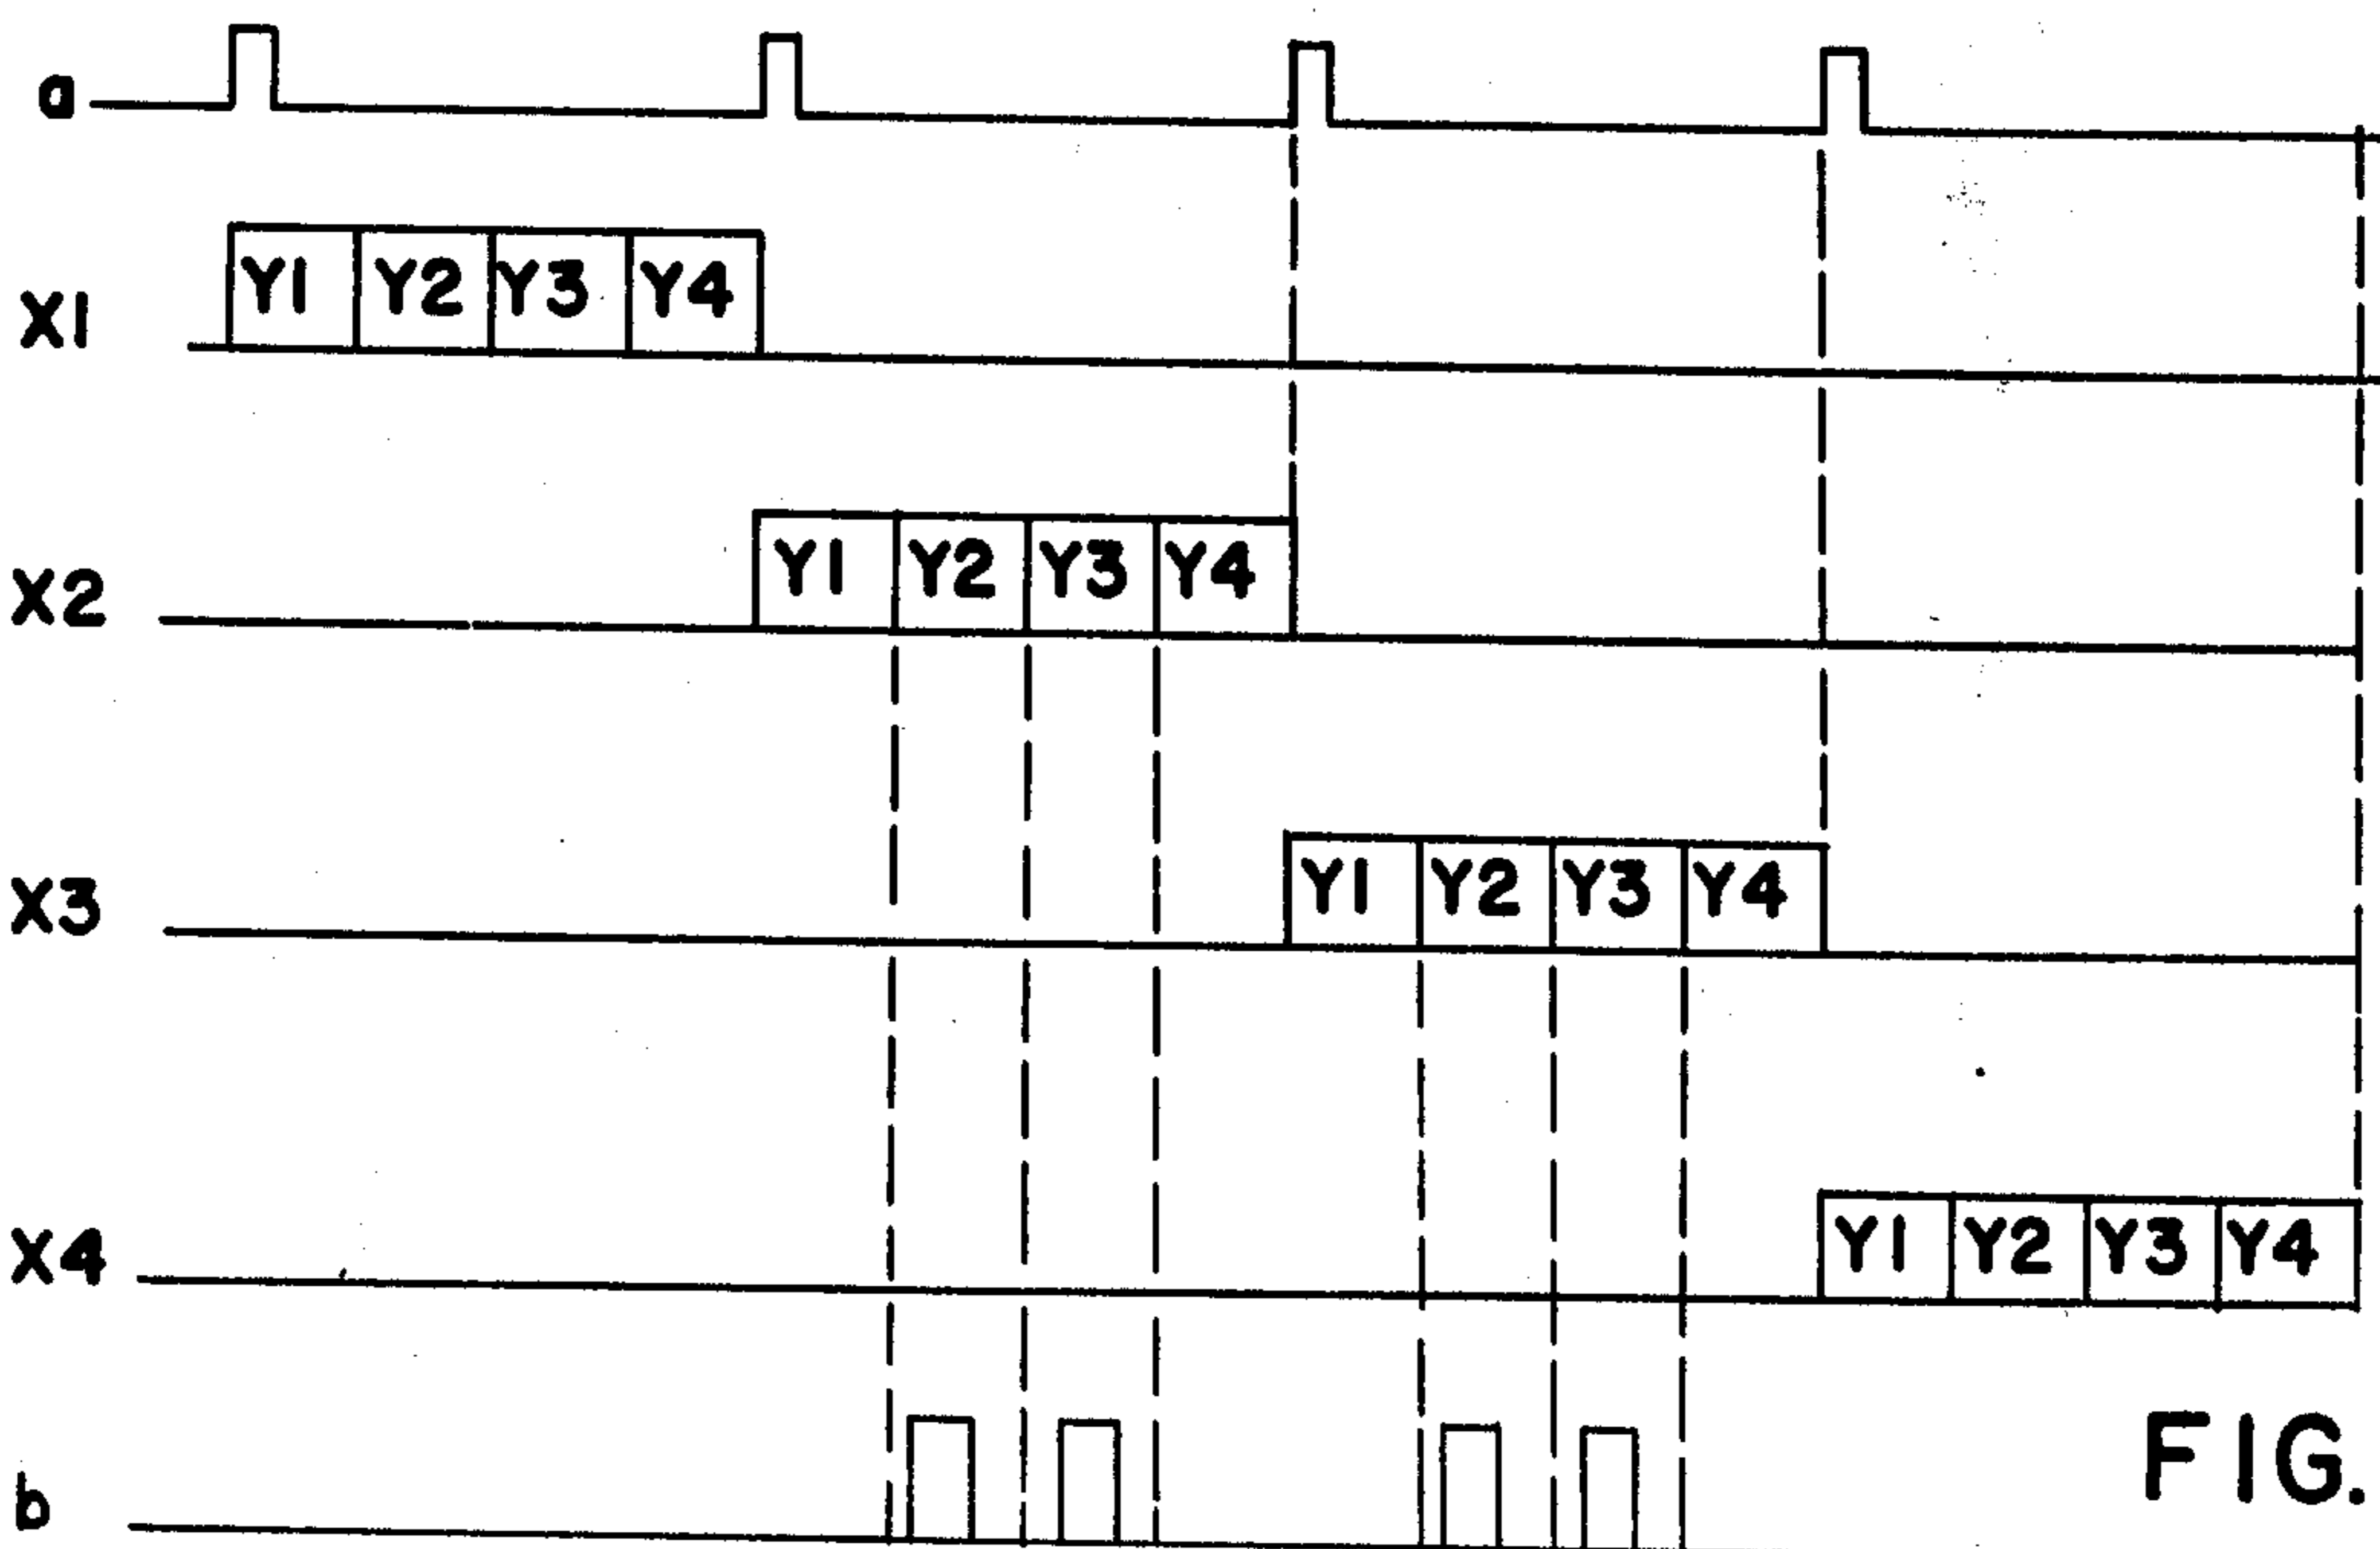 a
X1 Y1 Y2 Y3 Y4
X2 Y1 Y2 Y3 Y4
X3 Y1 Y2 Y3 Y4
X4 Y1 Y2 Y3 Y4
b
FIG.